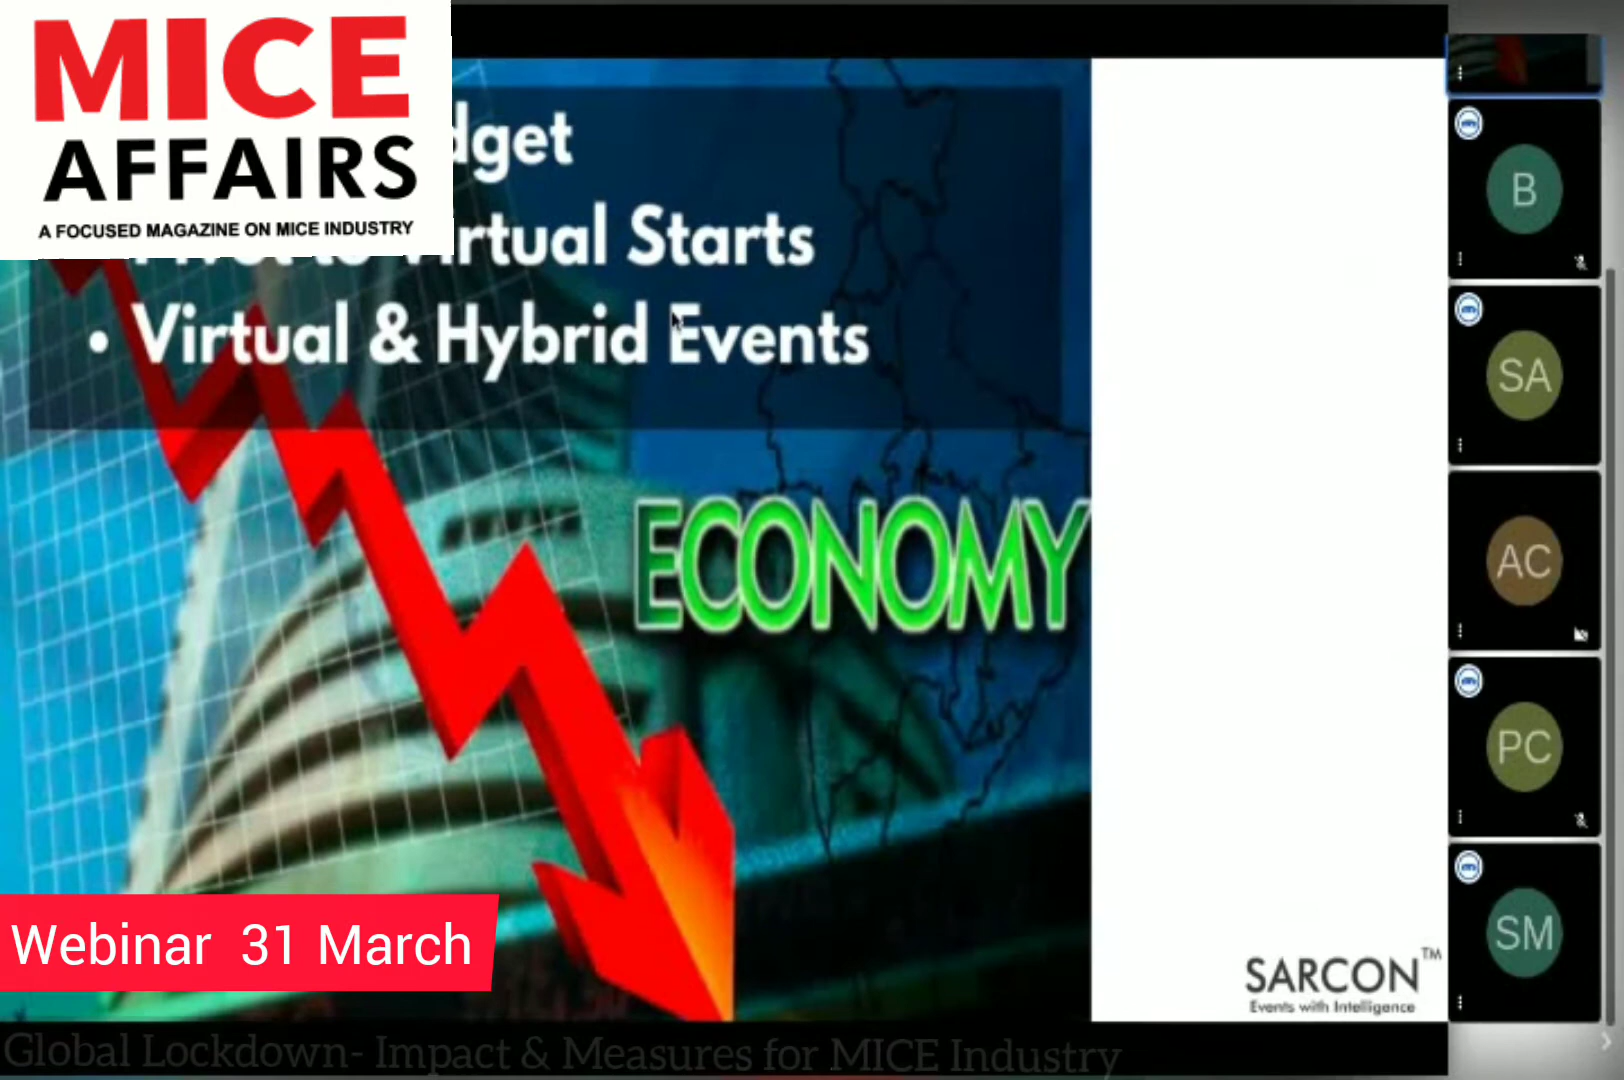 MICE
AFFAIRS
A FOCUSED MAGAZINE ON MICE INDUSTRY
dget
rtual Starts
• Virtual & Hybrid Events
ECONOMY
B
SA
AC
PC
SM
Webinar 31 March
SARCON™
Events with Intelligence
Global Lockdown- Impact & Measures for MICE Industry